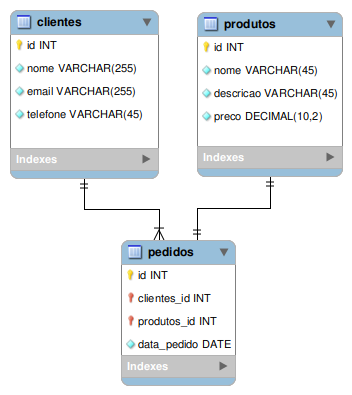 clientes
id INT
nome VARCHAR(255)
email VARCHAR(255)
telefone VARCHAR(45)
Indexes
produtos
id INT
nome VARCHAR(45)
descricao VARCHAR(45)
preco DECIMAL(10,2)
Indexes
pedidos
id INT
clientes_id INT
produtos_id INT
data_pedido DATE
Indexes